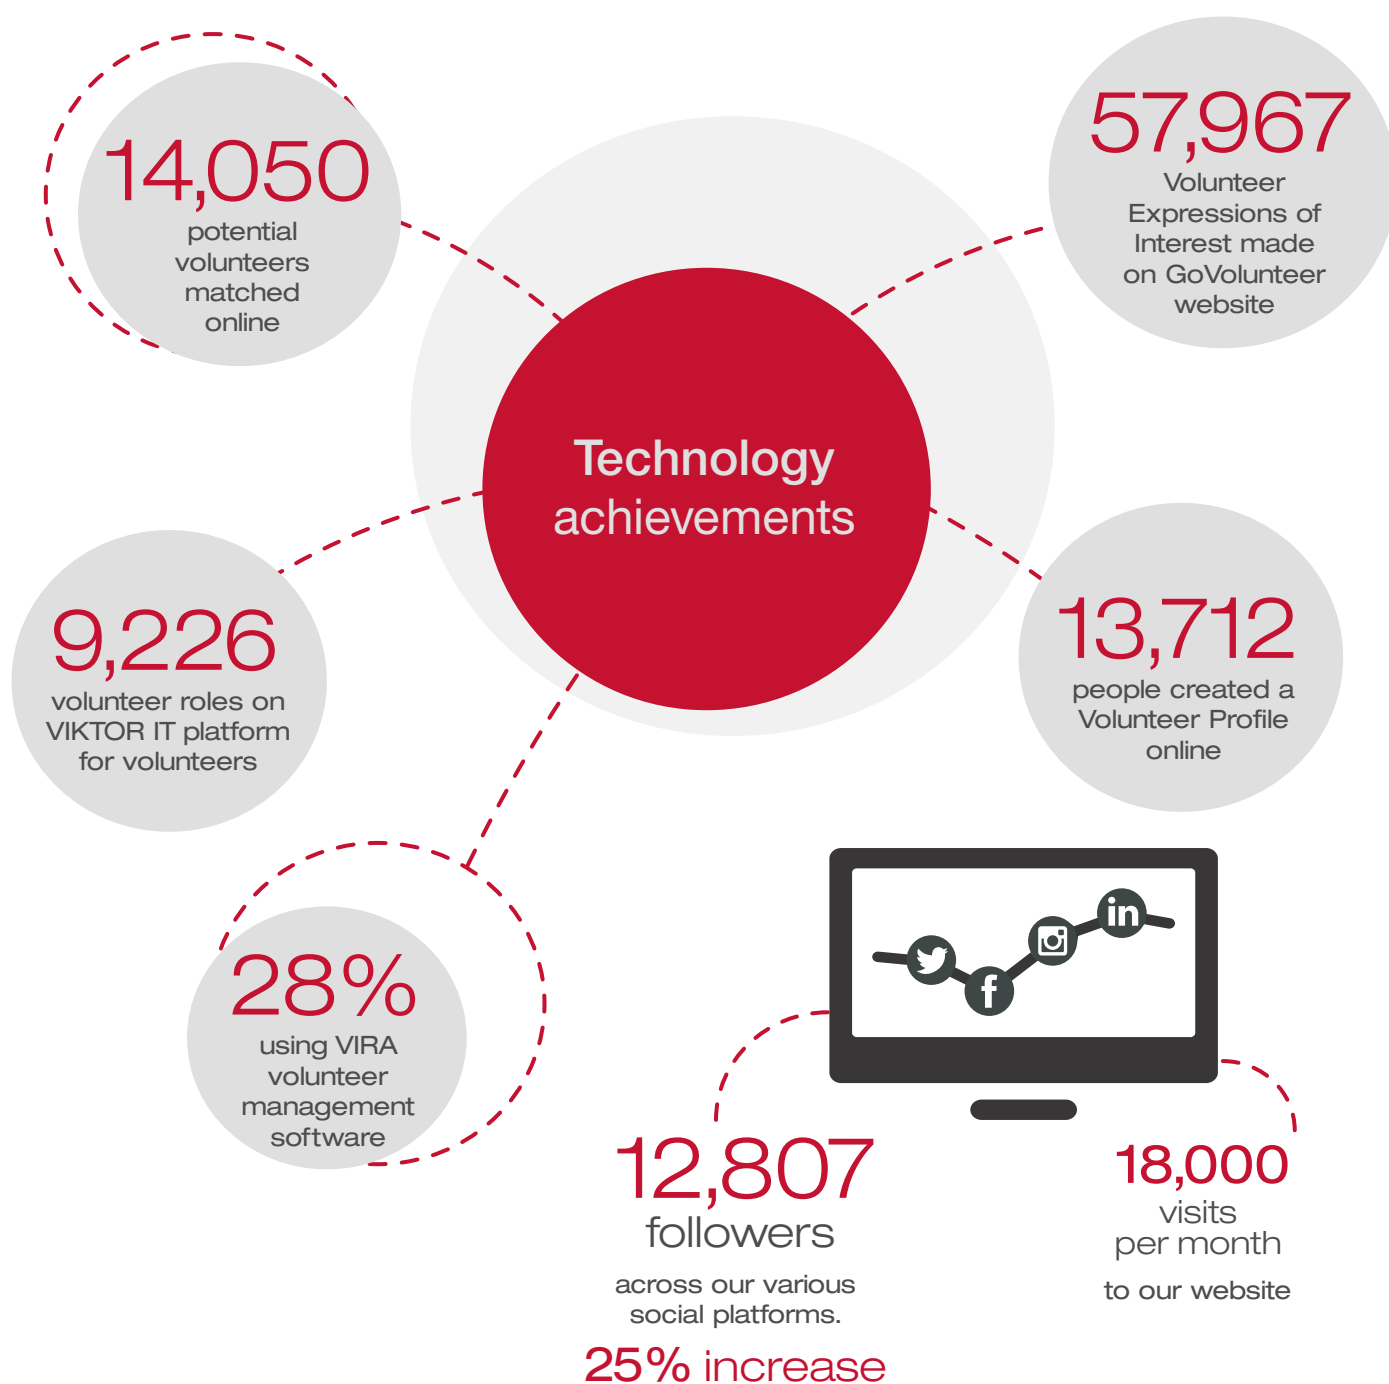 14,050
potential
volunteers
matched
online
57,967
Volunteer
Expressions of
Interest made
on GoVolunteer
website
Technology
achievements
9,226
volunteer roles on
VIKTOR IT platform
for volunteers
13,712
people created a
Volunteer Profile
online
28%
using VIRA
volunteer
management
software
f
in
12,807
followers
across our various
social platforms.
25% increase
18,000
visits
per month
to our website